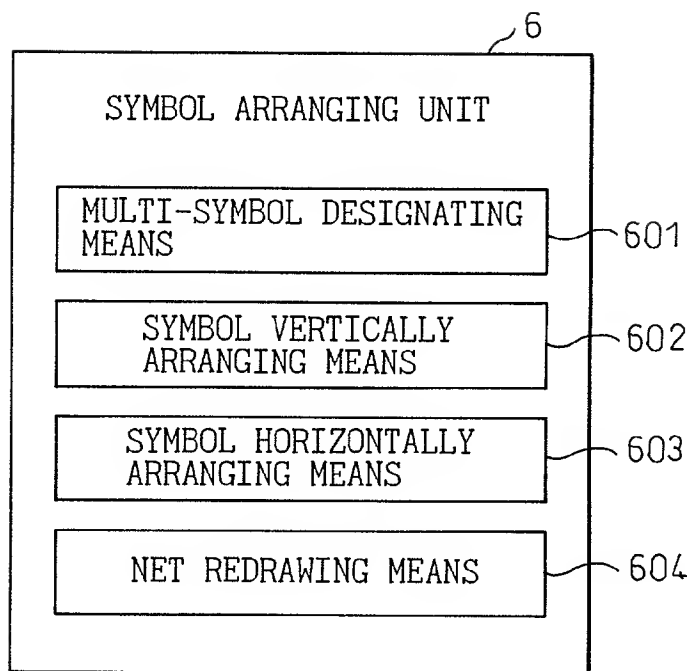 6
SYMBOL ARRANGING UNIT
MULTI-SYMBOL DESIGNATING
MEANS
601
SYMBOL VERTICALLY
ARRANGING MEANS
602
SYMBOL HORIZONTALLY
ARRANGING MEANS
603
NET REDRAWING MEANS
604